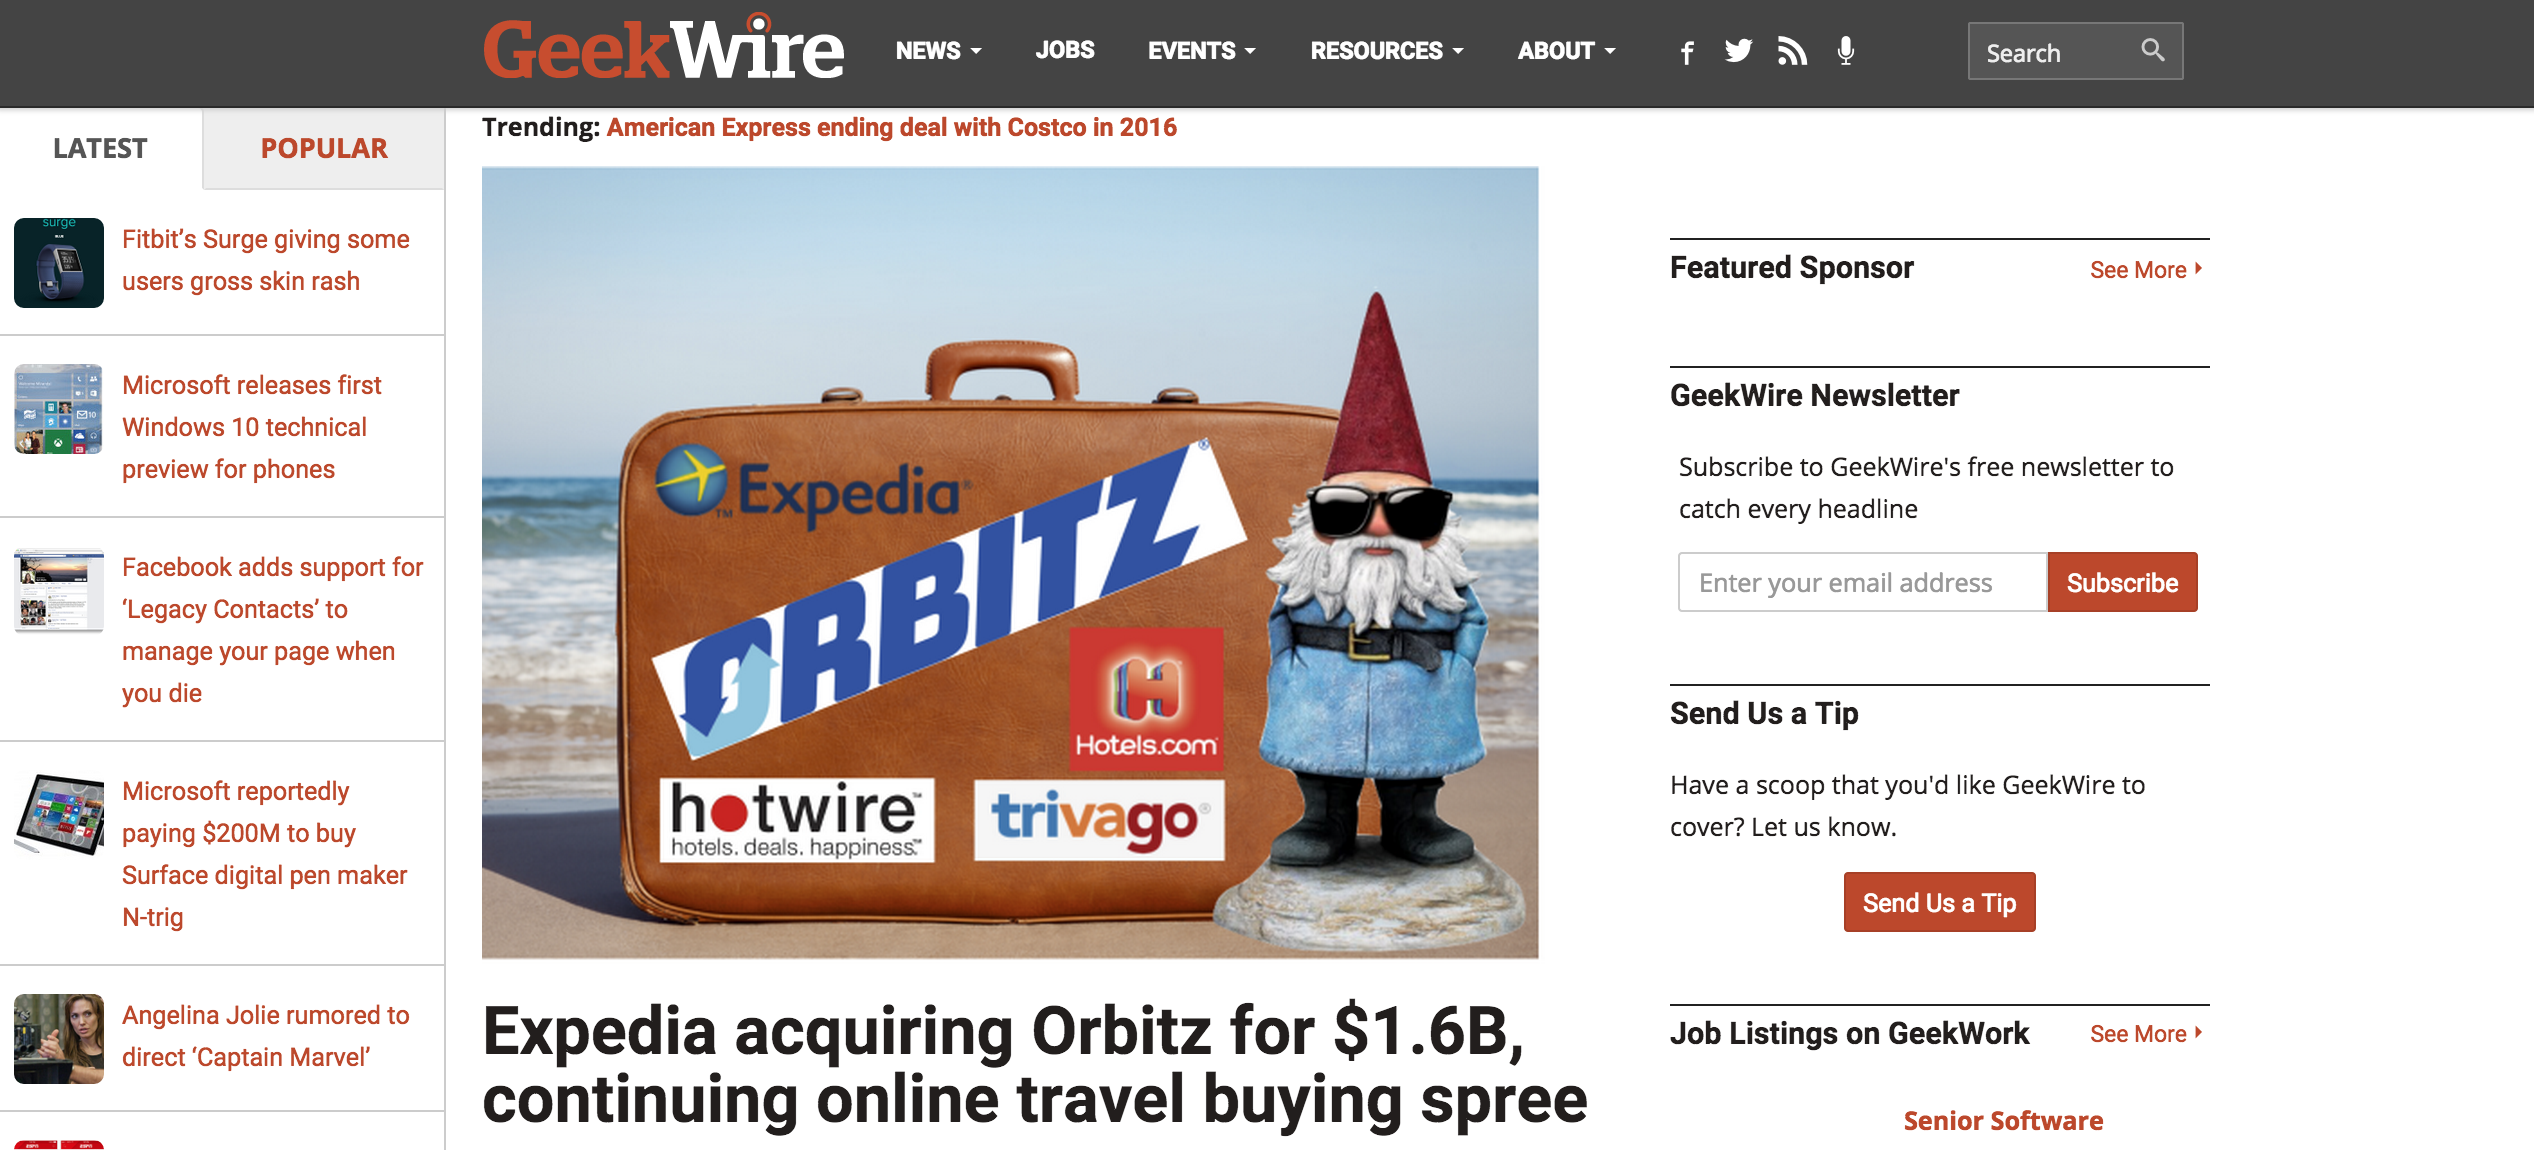 GeekWire
NEWS
JOBS
EVENTS
RESOURCES
ABOUT
Search
LATEST
POPULAR
surge
Fitbit’s Surge giving some
users gross skin rash
Microsoft releases first
Windows 10 technical
preview for phones
Facebook adds support for
‘Legacy Contacts’ to
manage your page when
you die
Microsoft reportedly
paying $200M to buy
Surface digital pen maker
N-trig
Angelina Jolie rumored to
direct ‘Captain Marvel’
Trending: American Express ending deal with Costco in 2016
Expedia®
™
ORBITZ®
H
Hotels.com
hotwire™
hotels. deals. happiness.™
trivago®
Expedia acquiring Orbitz for $1.6B,
continuing online travel buying spree
Featured Sponsor
See More
GeekWire Newsletter
Subscribe to GeekWire's free newsletter to
catch every headline
Enter your email address
Subscribe
Send Us a Tip
Have a scoop that you'd like GeekWire to
cover? Let us know.
Send Us a Tip
Job Listings on GeekWork
See More
Senior Software